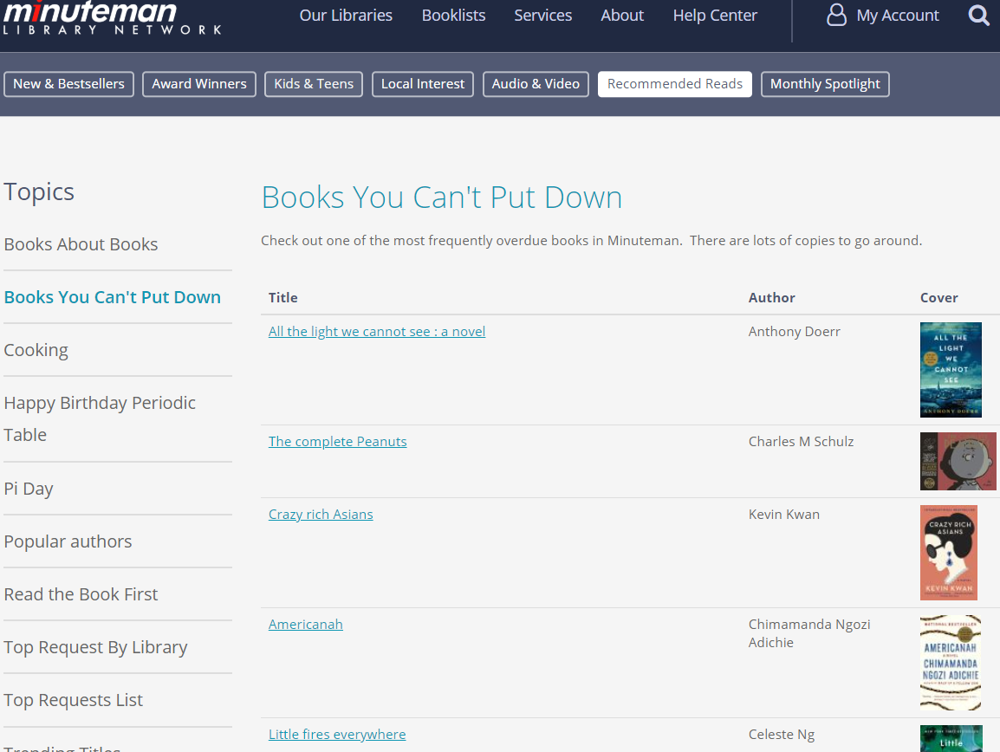 minuteman
LIBRARY NETWORK
Our Libraries
Booklists
Services
About
Help Center
My Account
New & Bestsellers
Award Winners
Kids & Teens
Local Interest
Audio & Video
Recommended Reads
Monthly Spotlight
Topics
Books About Books
Books You Can't Put Down
Cooking
Happy Birthday Periodic
Table
Pi Day
Popular authors
Read the Book First
Top Request By Library
Top Requests List
Trending Titles
Books You Can't Put Down
Check out one of the most frequently overdue books in Minuteman.  There are lots of copies to go around.
Title
Author
Cover
All the light we cannot see : a novel
Anthony Doerr
ALL THE
LIGHT
WE
CANNOT
SEE
ANTHONY DOERR
The complete Peanuts
Charles M Schulz
Crazy rich Asians
Kevin Kwan
CRAZY RICH
ASIANS
KEVIN KWAN
Americanah
Chimamanda Ngozi
Adichie
NATIONAL BESTSELLER
AMERICANAH
CHIMAMANDA
NGOZI ADICHIE
Little fires everywhere
Celeste Ng
Little